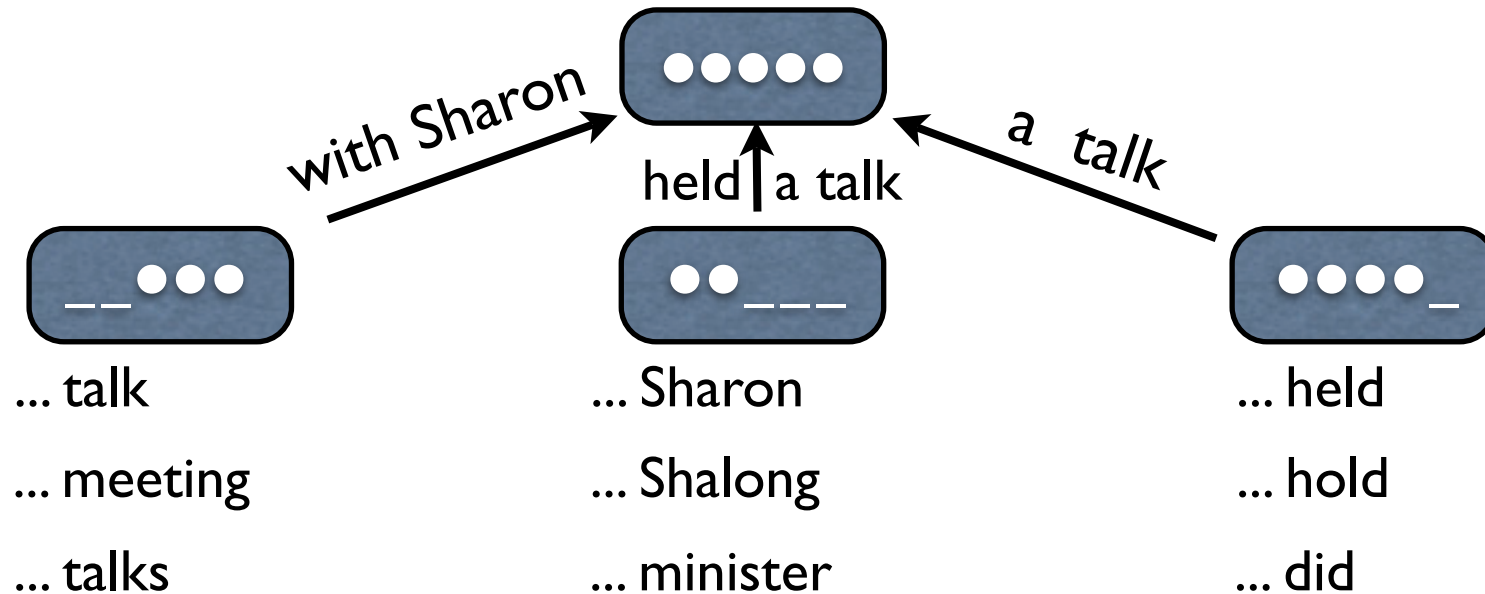 with Sharon
held a talk
a talk
... talk
... meeting
... talks
... Sharon
... Shalong
... minister
... held
... hold
... did